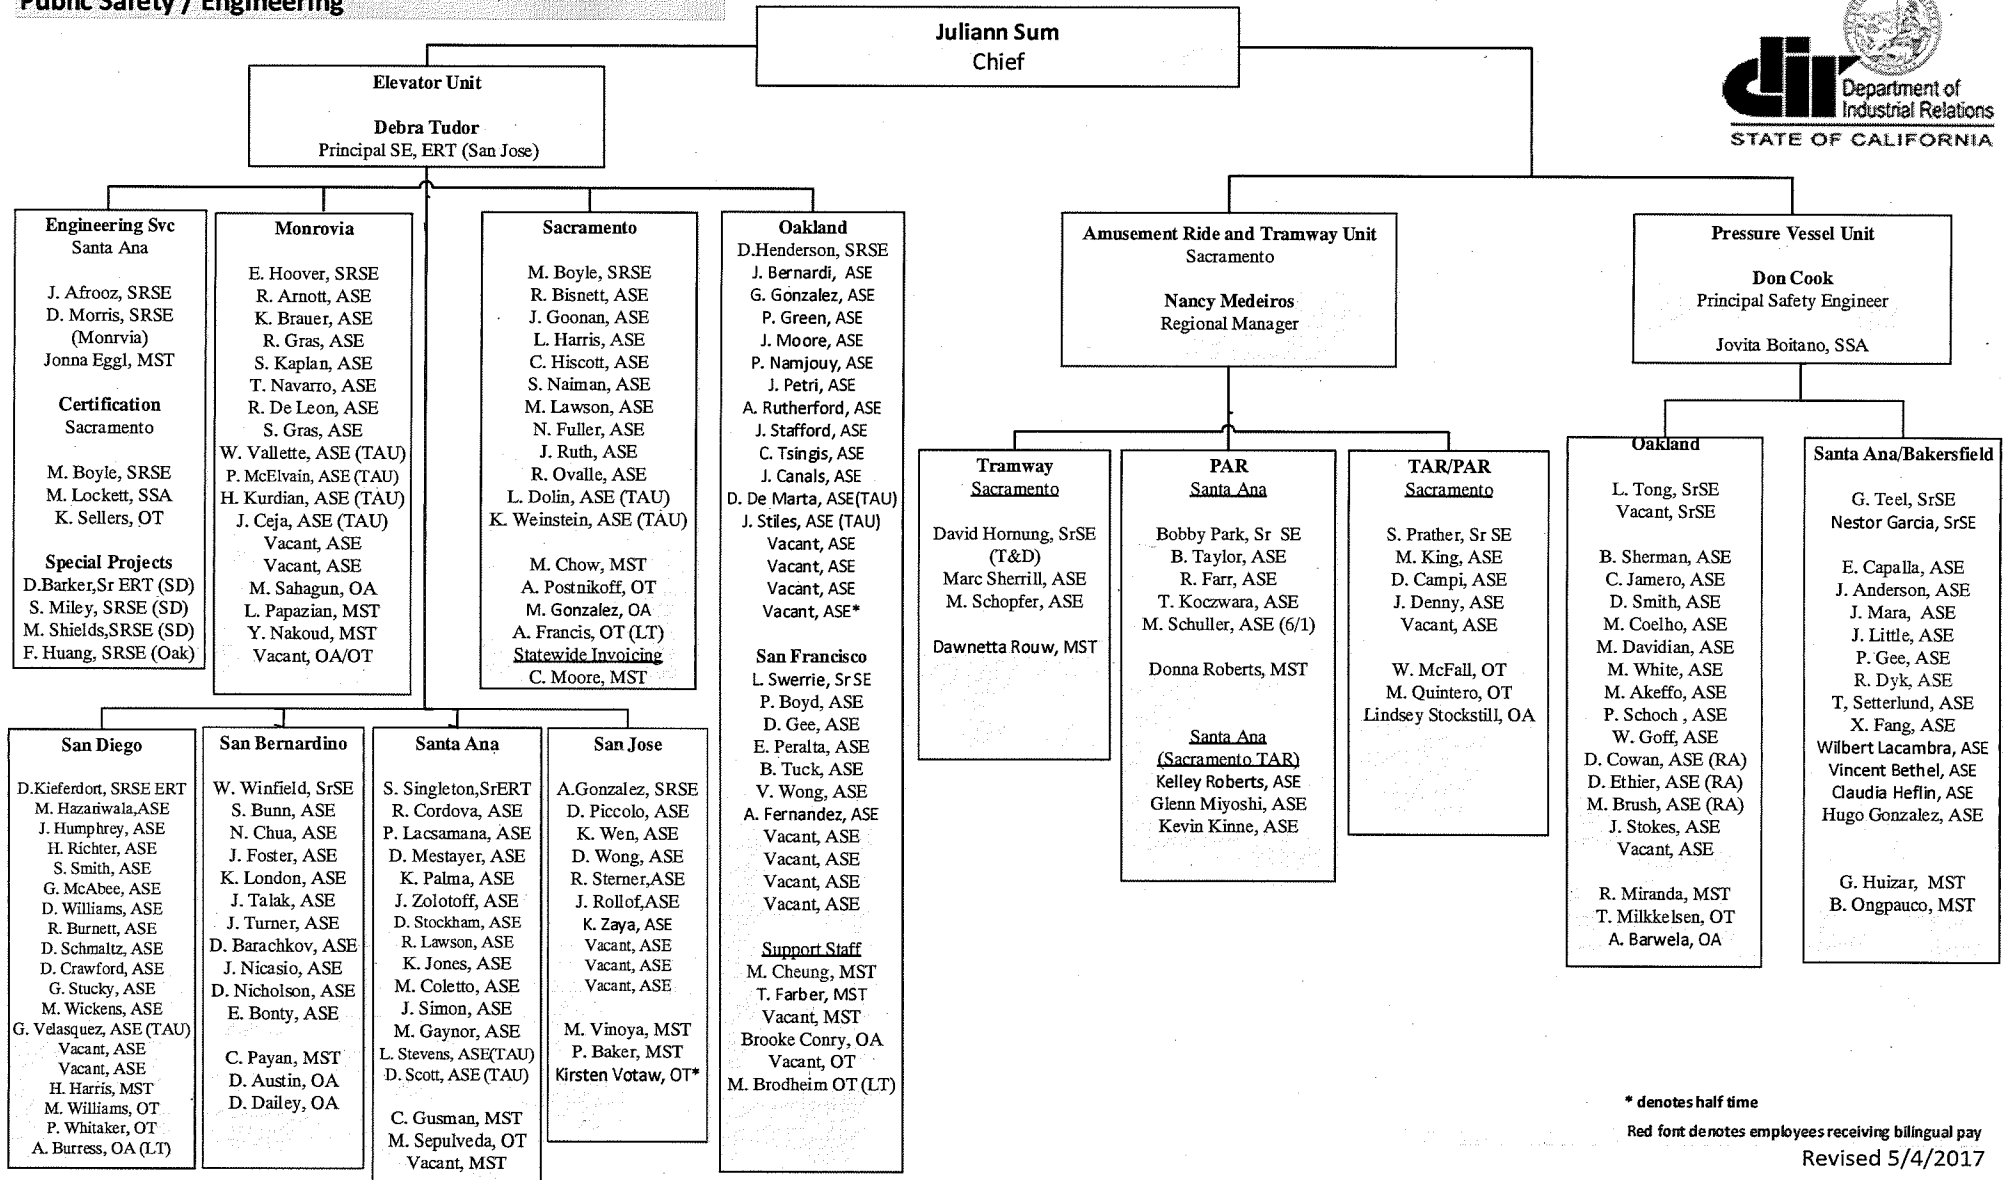 Public Safety / Engineering
Juliann Sum
Chief
Department of
Industrial Relations
STATE OF CALIFORNIA
Elevator Unit
Debra Tudor
Principal SE, ERT (San Jose)
Engineering Svc
Santa Ana
J. Afrooz, SRSE
D. Morris, SRSE
(Monrvia)
Jonna Eggl, MST
Certification
Sacramento
M. Boyle, SRSE
M. Lockett, SSA
K. Sellers, OT
Special Projects
D.Barker,Sr ERT (SD)
S. Miley, SRSE (SD)
M. Shields,SRSE (SD)
F. Huang, SRSE (Oak)
Monrovia
E. Hoover, SRSE
R. Arnott, ASE
K. Brauer, ASE
R. Gras, ASE
S. Kaplan, ASE
T. Navarro, ASE
R. De Leon, ASE
S. Gras, ASE
W. Vallette, ASE (TAU)
P. McElvain, ASE (TAU)
H. Kurdian, ASE (TAU)
J. Ceja, ASE (TAU)
Vacant, ASE
Vacant, ASE
M. Sahagun, OA
L. Papazian, MST
Y. Nakoud, MST
Vacant, OA/OT
Sacramento
M. Boyle, SRSE
R. Bisnett, ASE
J. Goonan, ASE
L. Harris, ASE
C. Hiscott, ASE
S. Naiman, ASE
M. Lawson, ASE
N. Fuller, ASE
J. Ruth, ASE
R. Ovalle, ASE
L. Dolin, ASE (TAU)
K. Weinstein, ASE (TAU)
M. Chow, MST
A. Postnikoff, OT
M. Gonzalez, OA
A. Francis, OT (LT)
Statewide Invoicing
C. Moore, MST
Oakland
D.Henderson, SRSE
J. Bernardi, ASE
G. Gonzalez, ASE
P. Green, ASE
J. Moore, ASE
P. Namjouy, ASE
J. Petri, ASE
A. Rutherford, ASE
J. Stafford, ASE
C. Tsingis, ASE
J. Canals, ASE
D. De Marta, ASE(TAU)
J. Stiles, ASE (TAU)
Vacant, ASE
Vacant, ASE
Vacant, ASE
Vacant, ASE*
San Francisco
L. Swerrie, Sr SE
P. Boyd, ASE
D. Gee, ASE
E. Peralta, ASE
B. Tuck, ASE
V. Wong, ASE
A. Fernandez, ASE
Vacant, ASE
Vacant, ASE
Vacant, ASE
Vacant, ASE
Support Staff
M. Cheung, MST
T. Farber, MST
Vacant, MST
Brooke Conry, OA
Vacant, OT
M. Brodheim OT (LT)
San Diego
D.Kieferdorf, SRSE ERT
M. Hazariwala,ASE
J. Humphrey, ASE
H. Richter, ASE
S. Smith, ASE
G. McAbee, ASE
D. Williams, ASE
R. Burnett, ASE
D. Schmaltz, ASE
D. Crawford, ASE
G. Stucky, ASE
M. Wickens, ASE
G. Velasquez, ASE (TAU)
Vacant, ASE
Vacant, ASE
H. Harris, MST
M. Williams, OT
P. Whitaker, OT
A. Burress, OA (LT)
San Bernardino
W. Winfield, SrSE
S. Bunn, ASE
N. Chua, ASE
J. Foster, ASE
K. London, ASE
J. Talak, ASE
J. Turner, ASE
D. Barachkov, ASE
J. Nicasio, ASE
D. Nicholson, ASE
E. Bonty, ASE
C. Payan, MST
D. Austin, OA
D. Dailey, OA
Santa Ana
S. Singleton,SrERT
R. Cordova, ASE
P. Lacsamana, ASE
D. Mestayer, ASE
K. Palma, ASE
J. Zolotoff, ASE
D. Stockham, ASE
R. Lawson, ASE
K. Jones, ASE
M. Coletto, ASE
J. Simon, ASE
M. Gaynor, ASE
L. Stevens, ASE(TAU)
D. Scott, ASE (TAU)
C. Gusman, MST
M. Sepulveda, OT
Vacant, MST
San Jose
A.Gonzalez, SRSE
D. Piccolo, ASE
K. Wen, ASE
D. Wong, ASE
R. Sterner,ASE
J. Rollof,ASE
K. Zaya, ASE
Vacant, ASE
Vacant, ASE
Vacant, ASE
M. Vinoya, MST
P. Baker, MST
Kirsten Votaw, OT*
Amusement Ride and Tramway Unit
Sacramento
Nancy Medeiros
Regional Manager
Tramway
Sacramento
David Hornung, SrSE
(T&D)
Marc Sherrill, ASE
M. Schopfer, ASE
Dawnetta Rouw, MST
PAR
Santa Ana
Bobby Park, Sr SE
B. Taylor, ASE
R. Farr, ASE
T. Koczwara, ASE
M. Schuller, ASE (6/1)
Donna Roberts, MST
Santa Ana
(Sacramento TAR)
Kelley Roberts, ASE
Glenn Miyoshi, ASE
Kevin Kinne, ASE
TAR/PAR
Sacramento
S. Prather, Sr SE
M. King, ASE
D. Campi, ASE
J. Denny, ASE
Vacant, ASE
W. McFall, OT
M. Quintero, OT
Lindsey Stockstill, OA
Pressure Vessel Unit
Don Cook
Principal Safety Engineer
Jovita Boitano, SSA
Oakland
L. Tong, SrSE
Vacant, SrSE
B. Sherman, ASE
C. Jamero, ASE
D. Smith, ASE
M. Coelho, ASE
M. Davidian, ASE
M. White, ASE
M. Akeffo, ASE
P. Schoch , ASE
W. Goff, ASE
D. Cowan, ASE (RA)
D. Ethier, ASE (RA)
M. Brush, ASE (RA)
J. Stokes, ASE
Vacant, ASE
R. Miranda, MST
T. Milkkelsen, OT
A. Barwela, OA
Santa Ana/Bakersfield
G. Teel, SrSE
Nestor Garcia, SrSE
E. Capalla, ASE
J. Anderson, ASE
J. Mara, ASE
J. Little, ASE
P. Gee, ASE
R. Dyk, ASE
T, Setterlund, ASE
X. Fang, ASE
Wilbert Lacambra, ASE
Vincent Bethel, ASE
Claudia Heflin, ASE
Hugo Gonzalez, ASE
G. Huizar, MST
B. Ongpauco, MST
* denotes half time
Red font denotes employees receiving bilingual pay
Revised 5/4/2017